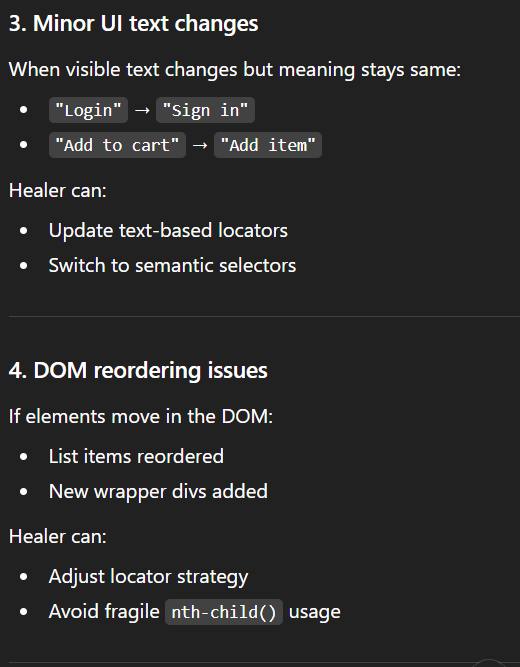 3. Minor UI text changes
When visible text changes but meaning stays same:
• "Login" → "Sign in"
• "Add to cart" → "Add item"
Healer can:
• Update text-based locators
• Switch to semantic selectors
4. DOM reordering issues
If elements move in the DOM:
• List items reordered
• New wrapper divs added
Healer can:
• Adjust locator strategy
• Avoid fragile nth-child() usage